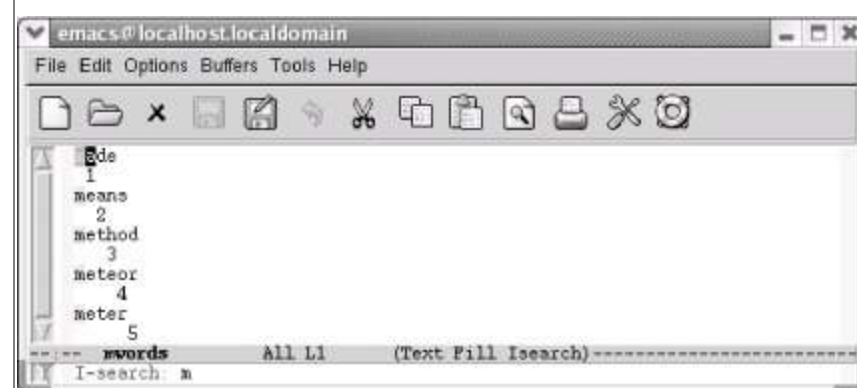 emacs@localhost.localdomain
File Edit Options Buffers Tools Help
made
1
means
2
method
3
meteor
4
meter
5
--:-- mwords All L1 (Text Fill Isearch)------------------------
I-search: m